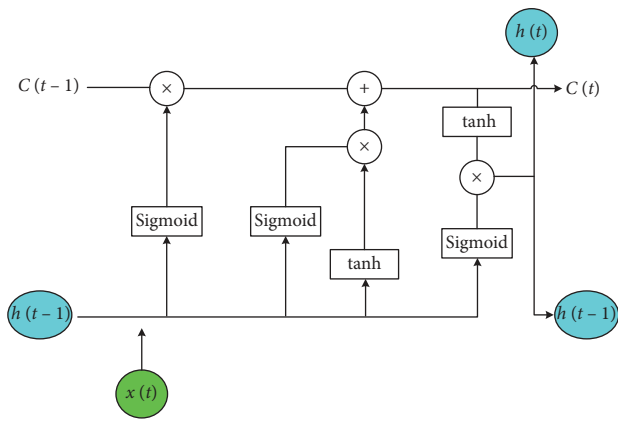 h (t)
C (t−1)
×
+
C (t)
tanh
×
×
Sigmoid
Sigmoid
Sigmoid
tanh
h (t − 1)
h (t−1)
x (t)